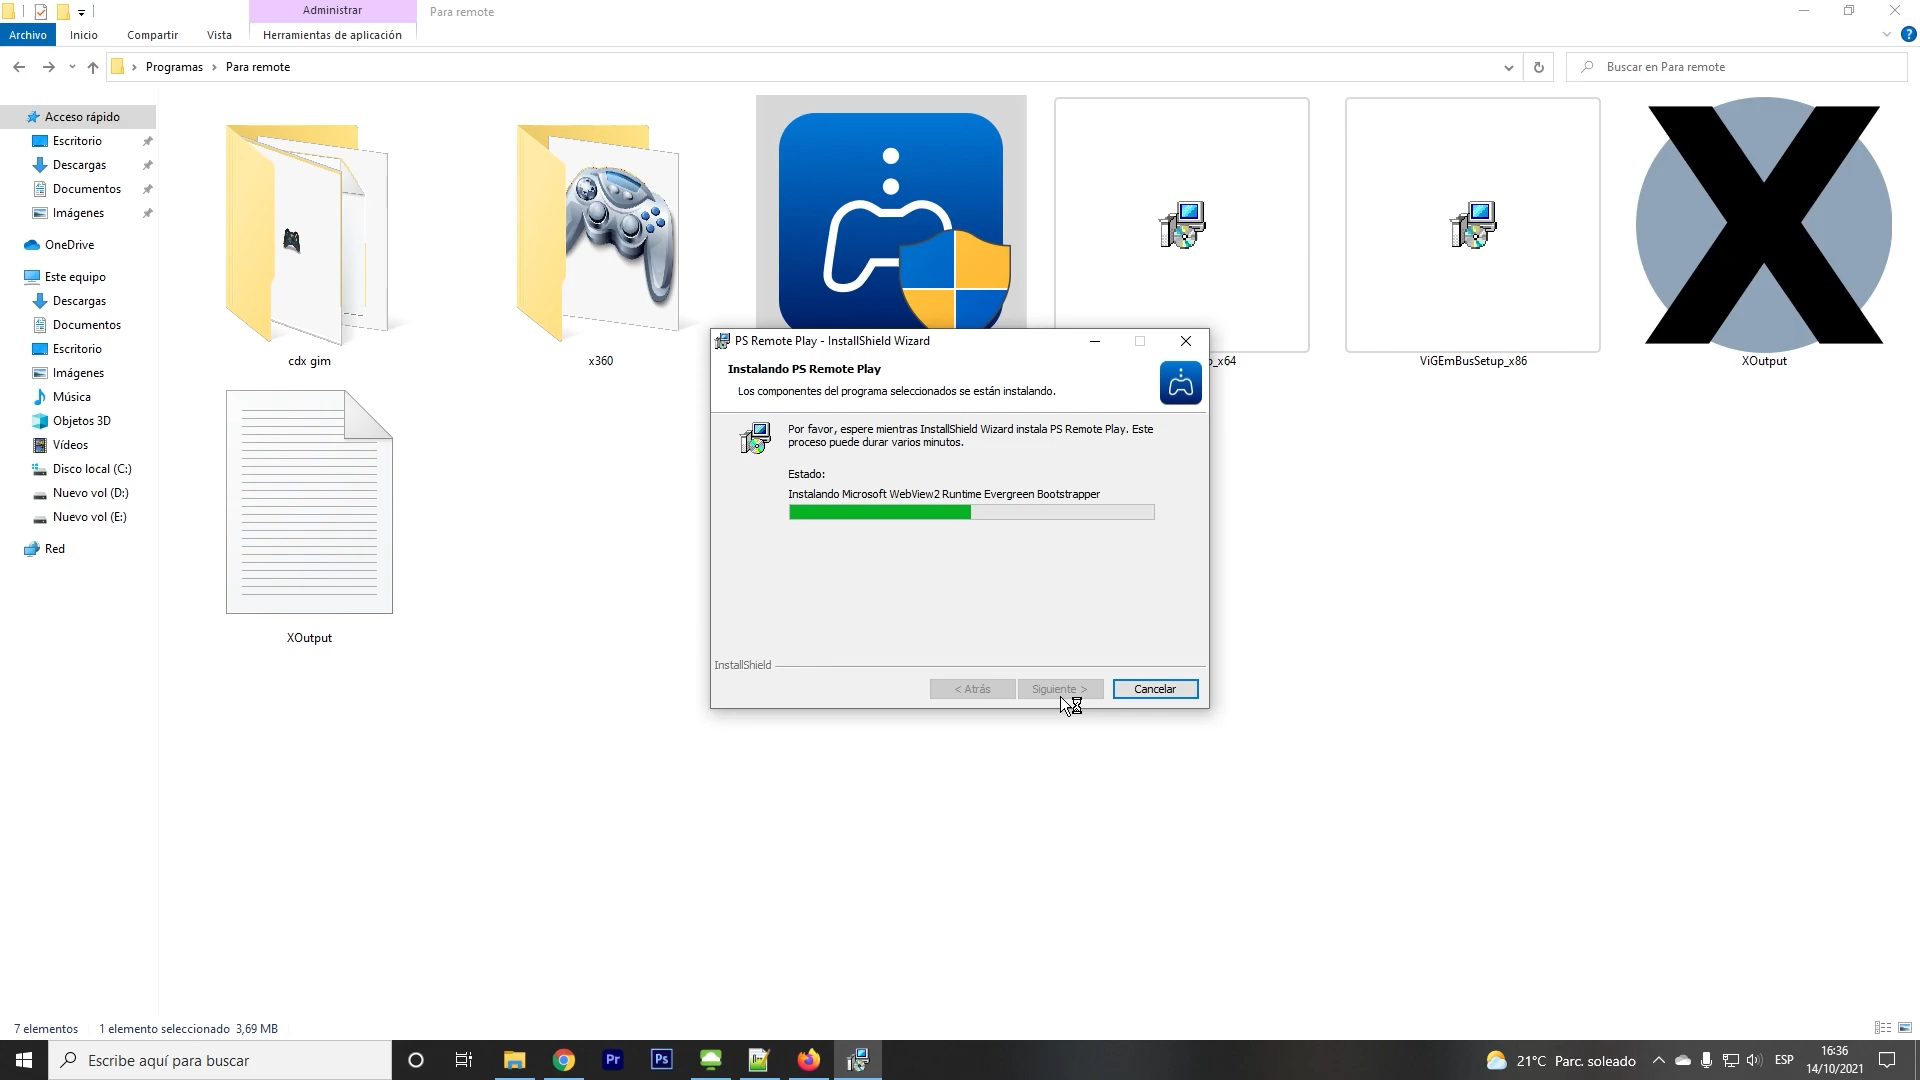 Administrar
Para remote
Archivo
Inicio
Compartir
Vista
Herramientas de aplicación
Programas
Para remote
Buscar en Para remote
Acceso rápido
Escritorio
Descargas
Documentos
Imágenes
OneDrive
Este equipo
Descargas
Documentos
Escritorio
Imágenes
Música
Objetos 3D
Vídeos
Disco local (C:)
Nuevo vol (D:)
Nuevo vol (E:)
Red
cdx gim
x360
_x64
ViGEmBusSetup_x86
XOutput
XOutput
PS Remote Play - InstallShield Wizard
Instalando PS Remote Play
Los componentes del programa seleccionados se están instalando.
Por favor, espere mientras InstallShield Wizard instala PS Remote Play. Este
proceso puede durar varios minutos.
Estado:
Instalando Microsoft WebView2 Runtime Evergreen Bootstrapper
InstallShield
< Atrás
Siguiente >
Cancelar
7 elementos
1 elemento seleccionado 3,69 MB
Escribe aquí para buscar
Pr
Ps
21°C Parc. soleado
ESP
16:36
14/10/2021